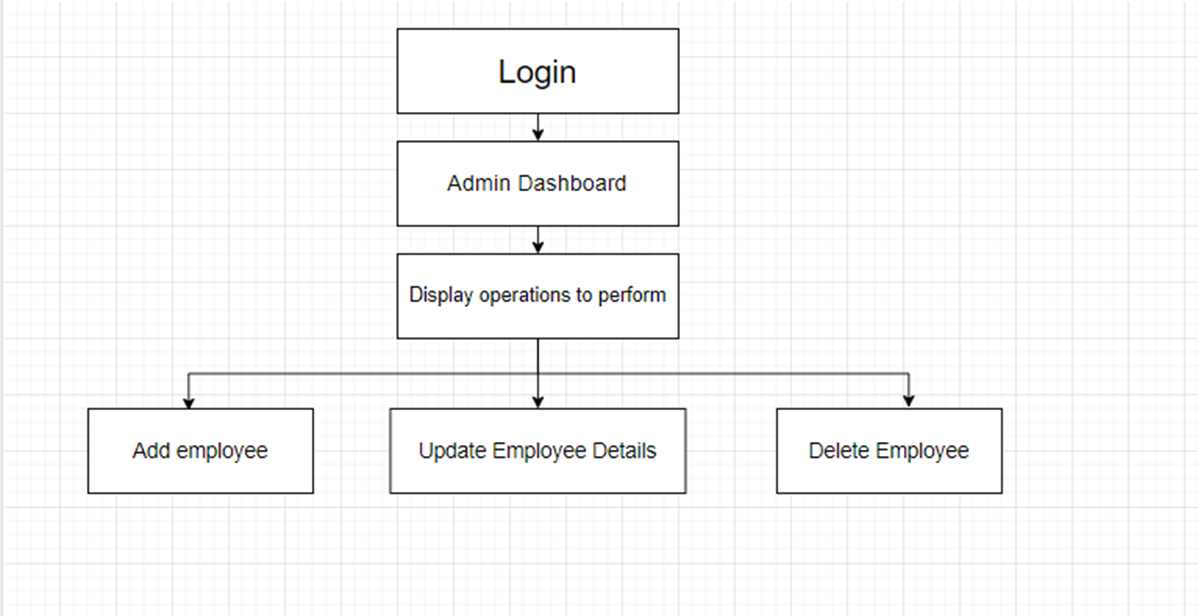 Login
Admin Dashboard
Display operations to perform
Add employee
Update Employee Details
Delete Employee